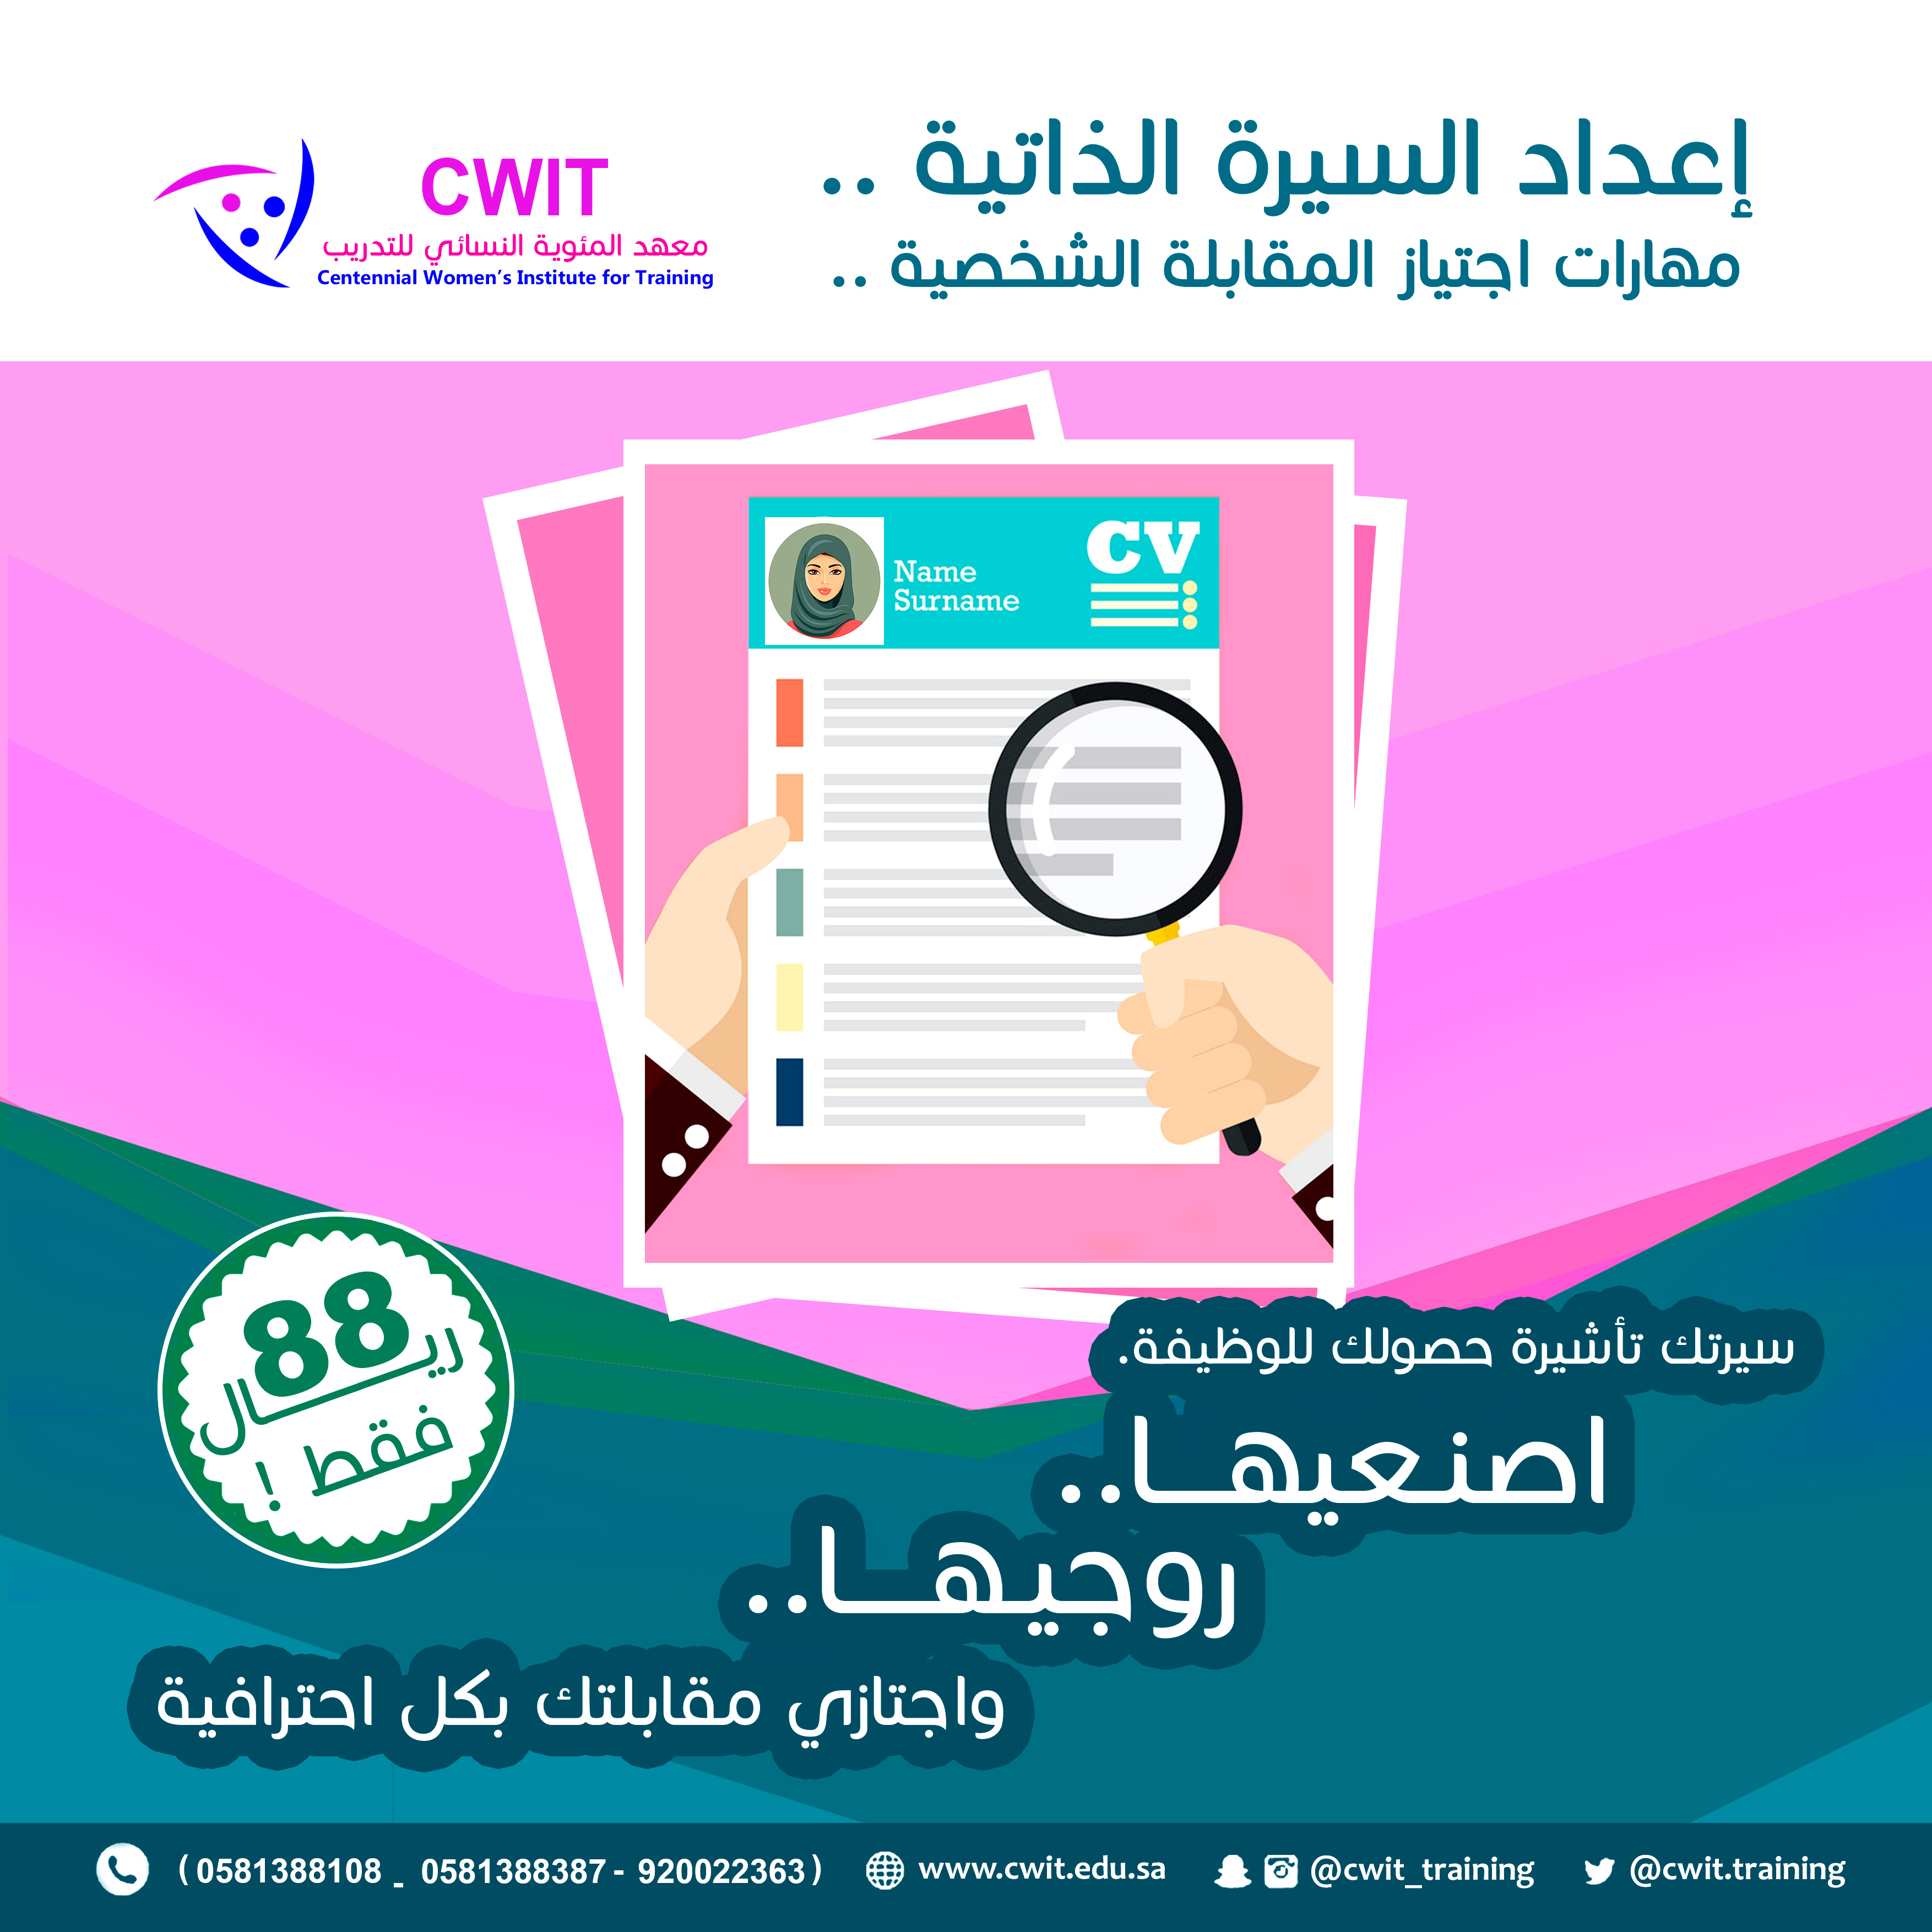 إعداد السيرة الذاتية ..
مهارات اجتياز المقابلة الشخصية ..
CWIT
معهد المئوية النسائي للتدريب
Centennial Women's Institute for Training
CV
Name
Surname
88
ريال
فقط !
سيرتك تأشيرة حصولك للوظيفة.
اصنعيهـا..
روجيهـا..
واجتازي مقابلتك بكل احترافية
(0581388108 _ 0581388387 - 920022363)
www.cwit.edu.sa
@cwit_training
@cwit.training